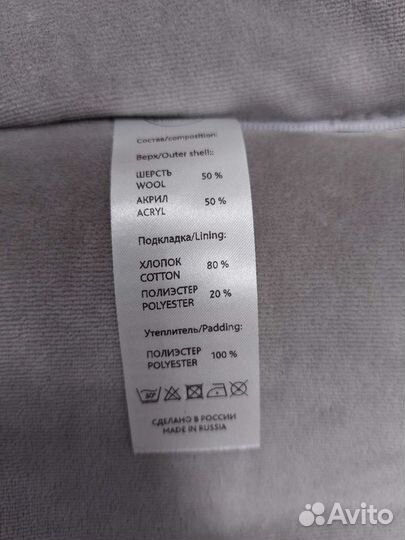 Состав/composition:
Верх/Outer shell::
ШЕРСТЬ 50 %
WOOL
АКРИЛ 50 %
ACRYL
Подкладка/Lining:
ХЛОПОК 80 %
COTTON
ПОЛИЭСТЕР 20 %
POLYESTER
Утеплитель/Padding:
ПОЛИЭСТЕР 100 %
POLYESTER
СДЕЛАНО В РОССИИ
MADE IN RUSSIA
Avito